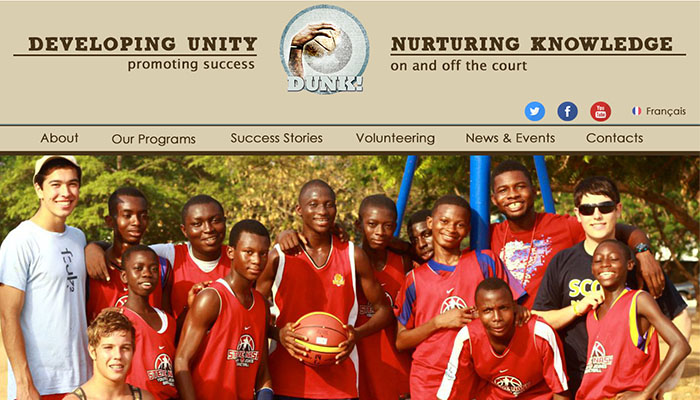 DEVELOPING UNITY
promoting success
DUNK!
NURTURING KNOWLEDGE
on and off the court
You
Tube
Français
About
Our Programs
Success Stories
Volunteering
News & Events
Contacts